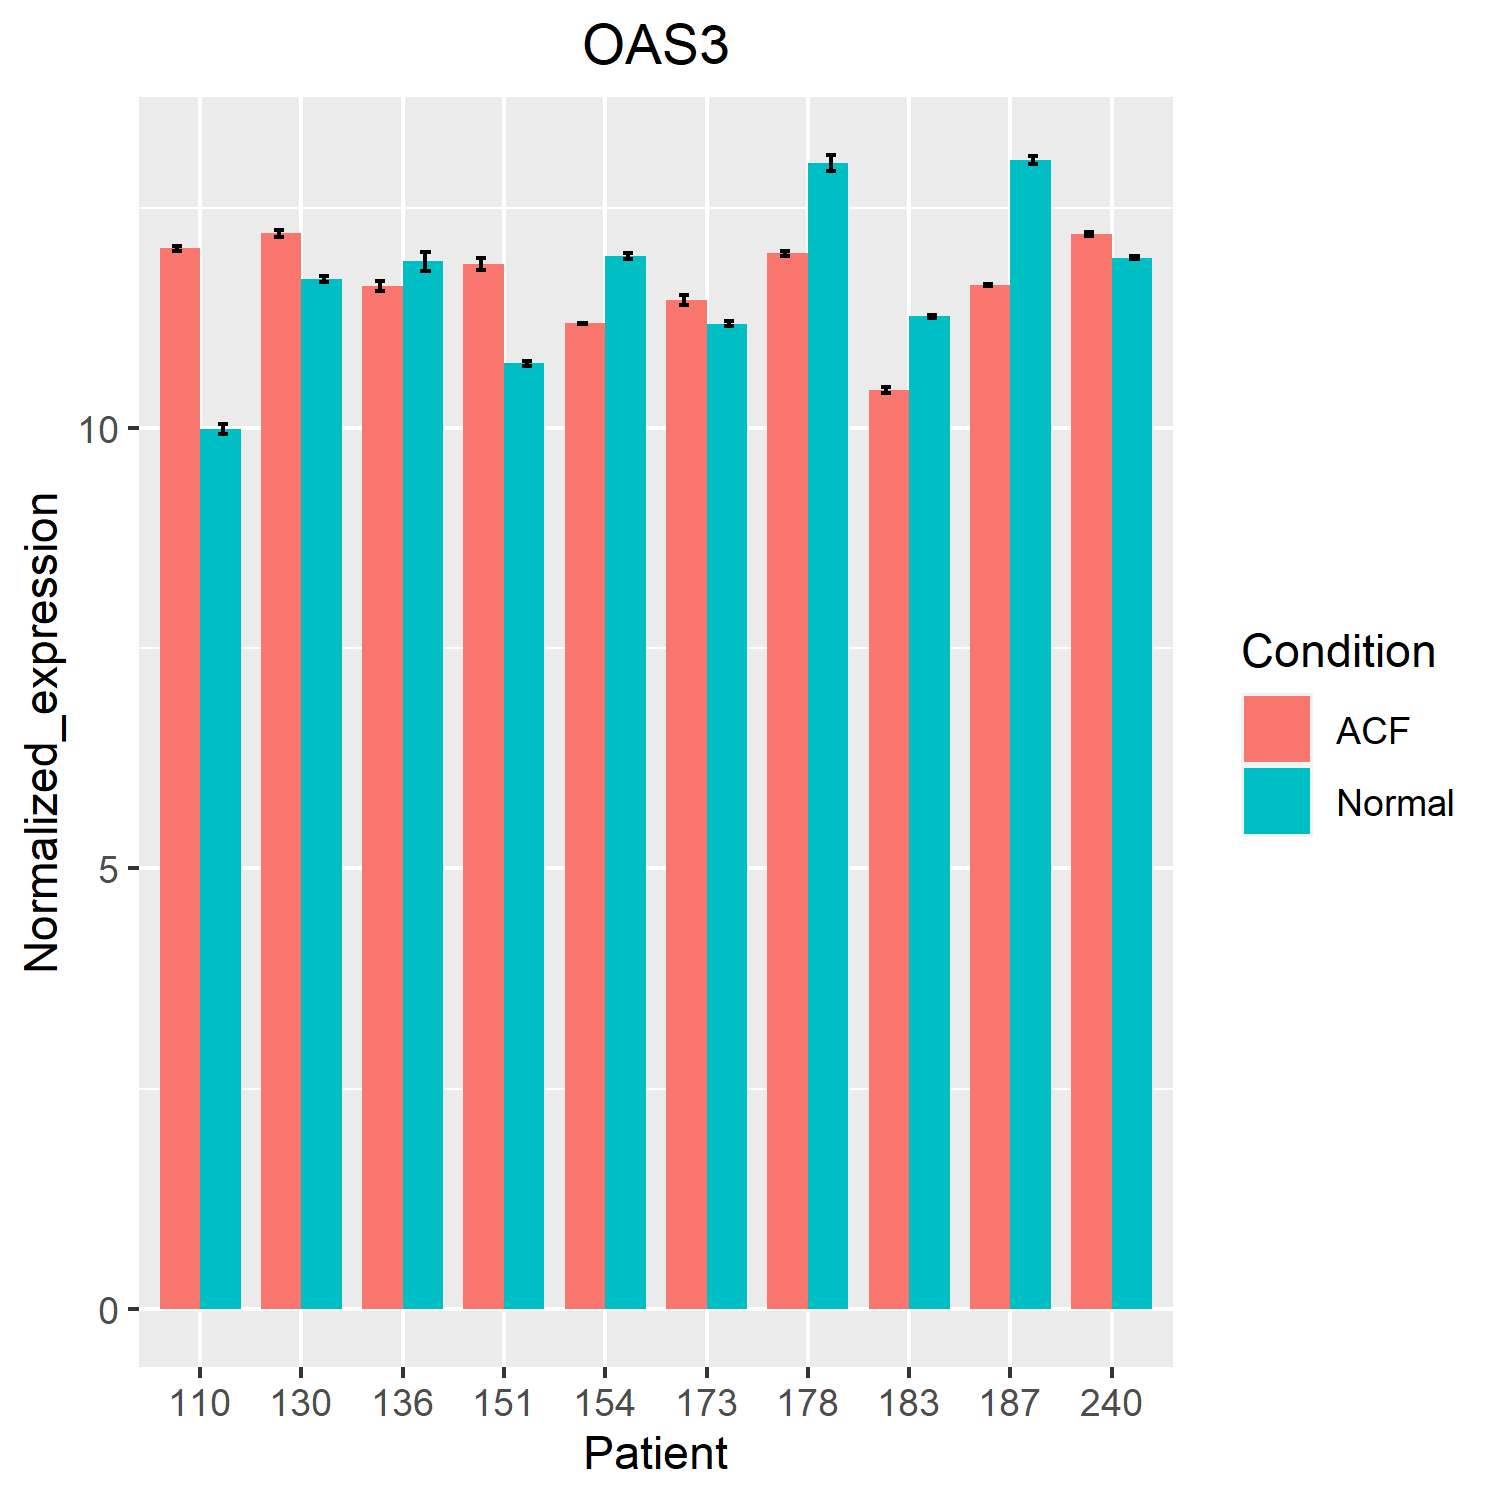 OAS3
Normalized_expression
10
5
0
110 130 136 151 154 173 178 183 187 240
Patient
Condition
ACF
Normal